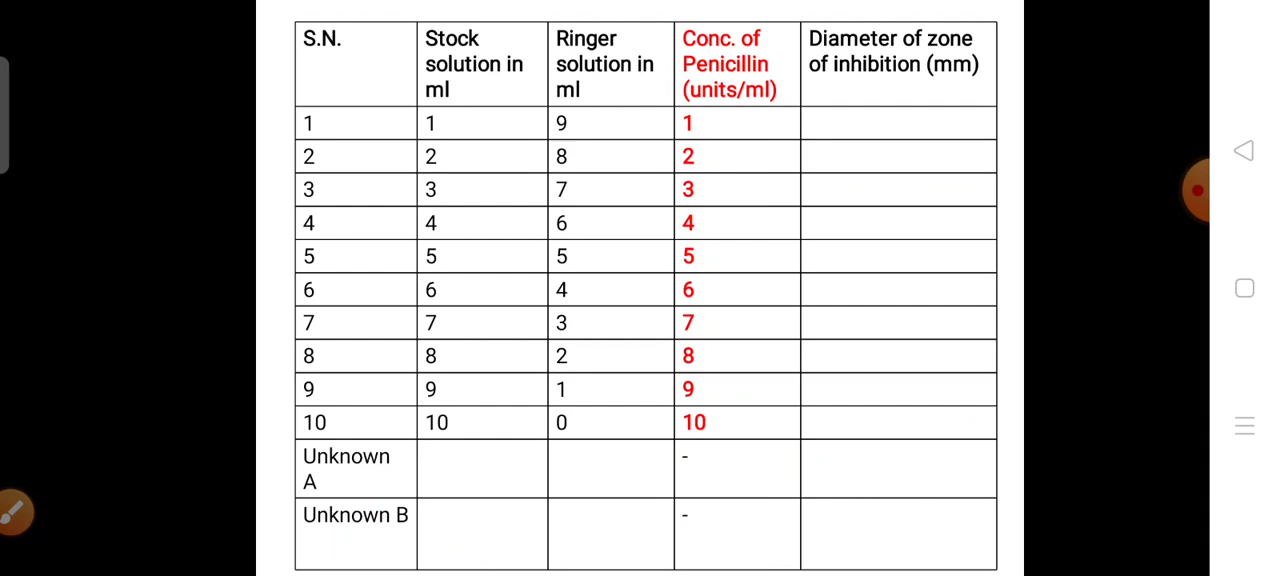 S.N. Stock solution in ml Ringer solution in ml Conc. of Penicillin (units/ml) Diameter of zone of inhibition (mm)
1 1 9 1
2 2 8 2
3 3 7 3
4 4 6 4
5 5 5 5
6 6 4 6
7 7 3 7
8 8 2 8
9 9 1 9
10 10 0 10
Unknown A -
Unknown B -